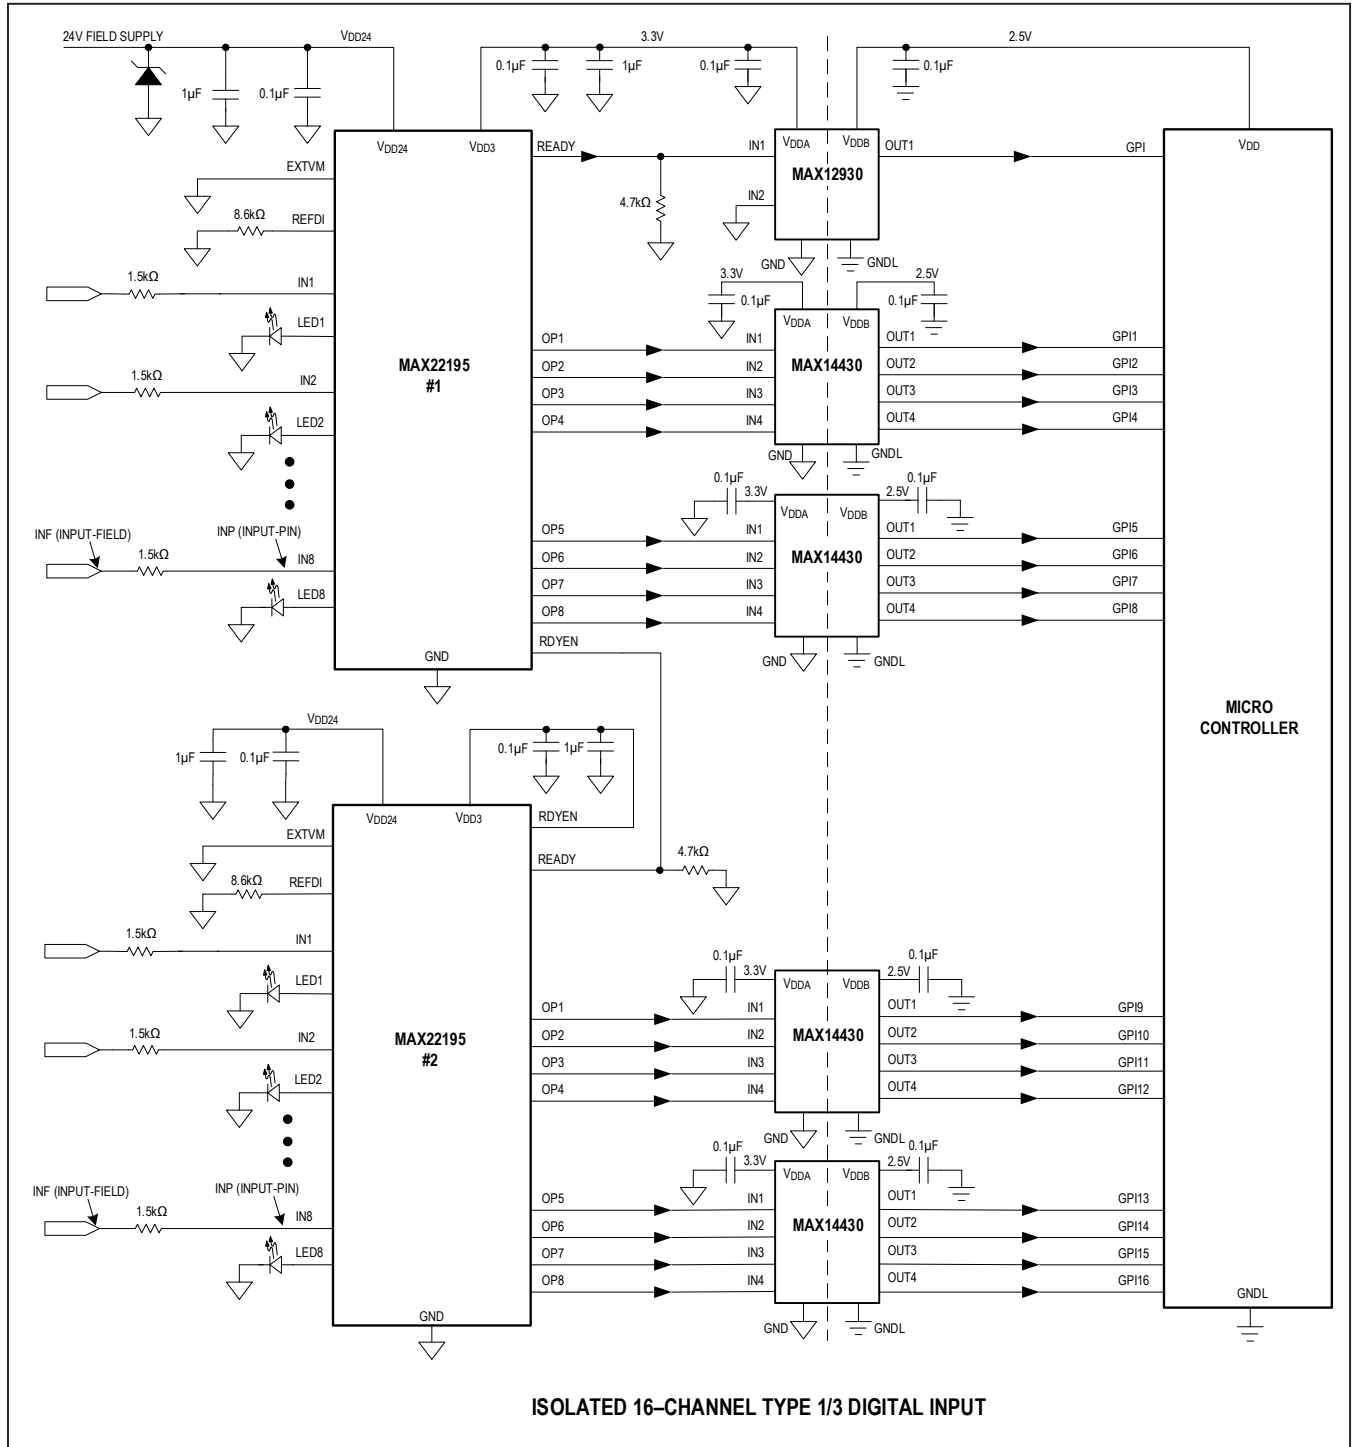 24V FIELD SUPPLY
VDD24
3.3V
2.5V
1µF
0.1µF
0.1µF
1µF
0.1µF
0.1µF
VDD24
VDD3
READY
IN1
VDDA
VDDB
OUT1
GPI
VDD
EXTVM
MAX12930
8.6kΩ
REFDI
4.7kΩ
IN2
GND
GNDL
1.5kΩ
IN1
3.3V
2.5V
0.1µF
0.1µF
LED1
VDDA
VDDB
OP1
IN1
OUT1
GPI1
MAX22195
#1
OP2
IN2
MAX14430
OUT2
GPI2
1.5kΩ
IN2
OP3
IN3
OUT3
GPI3
LED2
OP4
IN4
OUT4
GPI4
GND
GNDL
0.1µF
3.3V
2.5V
0.1µF
VDDA
VDDB
INF (INPUT-FIELD)
INP (INPUT-PIN)
OP5
IN1
OUT1
GPI5
1.5kΩ
IN8
OP6
IN2
MAX14430
OUT2
GPI6
OP7
IN3
OUT3
GPI7
LED8
OP8
IN4
OUT4
GPI8
RDYEN
GND
GND
GNDL
MICRO
CONTROLLER
VDD24
1µF
0.1µF
0.1µF
1µF
VDD24
VDD3
RDYEN
EXTVM
READY
4.7kΩ
8.6kΩ
REFDI
1.5kΩ
IN1
0.1µF
3.3V
2.5V
0.1µF
LED1
VDDA
VDDB
OP1
IN1
OUT1
GPI9
MAX22195
#2
1.5kΩ
IN2
OP2
IN2
MAX14430
OUT2
GPI10
OP3
IN3
OUT3
GPI11
LED2
OP4
IN4
OUT4
GPI12
GND
GNDL
0.1µF
3.3V
2.5V
0.1µF
VDDA
VDDB
INF (INPUT-FIELD)
INP (INPUT-PIN)
OP5
IN1
OUT1
GPI13
1.5kΩ
IN8
OP6
IN2
MAX14430
OUT2
GPI14
OP7
IN3
OUT3
GPI15
LED8
OP8
IN4
OUT4
GPI16
GND
GND
GNDL
GNDL
ISOLATED 16–CHANNEL TYPE 1/3 DIGITAL INPUT